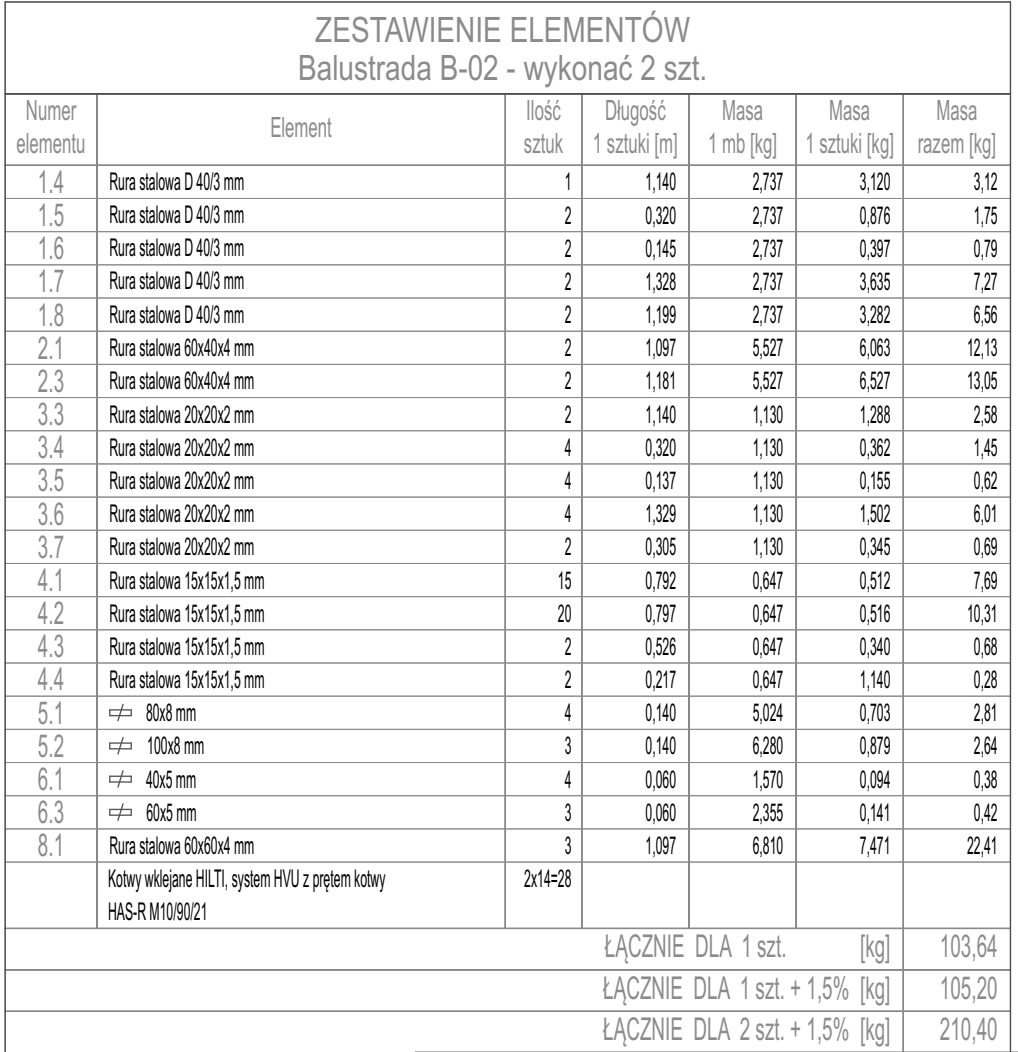 ZESTAWIENIE ELEMENTÓW
Balustrada B-02 - wykonać 2 szt.
Numer elementu Element Ilość sztuk Długość 1 sztuki [m] Masa 1 mb [kg] Masa 1 sztuki [kg] Masa razem [kg]
1.4 Rura stalowa D 40/3 mm 1 1,140 2,737 3,120 3,12
1.5 Rura stalowa D 40/3 mm 2 0,320 2,737 0,876 1,75
1.6 Rura stalowa D 40/3 mm 2 0,145 2,737 0,397 0,79
1.7 Rura stalowa D 40/3 mm 2 1,328 2,737 3,635 7,27
1.8 Rura stalowa D 40/3 mm 2 1,199 2,737 3,282 6,56
2.1 Rura stalowa 60x40x4 mm 2 1,097 5,527 6,063 12,13
2.3 Rura stalowa 60x40x4 mm 2 1,181 5,527 6,527 13,05
3.3 Rura stalowa 20x20x2 mm 2 1,140 1,130 1,288 2,58
3.4 Rura stalowa 20x20x2 mm 4 0,320 1,130 0,362 1,45
3.5 Rura stalowa 20x20x2 mm 4 0,137 1,130 0,155 0,62
3.6 Rura stalowa 20x20x2 mm 4 1,329 1,130 1,502 6,01
3.7 Rura stalowa 20x20x2 mm 2 0,305 1,130 0,345 0,69
4.1 Rura stalowa 15x15x1,5 mm 15 0,792 0,647 0,512 7,69
4.2 Rura stalowa 15x15x1,5 mm 20 0,797 0,647 0,516 10,31
4.3 Rura stalowa 15x15x1,5 mm 2 0,526 0,647 0,340 0,68
4.4 Rura stalowa 15x15x1,5 mm 2 0,217 0,647 1,140 0,28
5.1 80x8 mm 4 0,140 5,024 0,703 2,81
5.2 100x8 mm 3 0,140 6,280 0,879 2,64
6.1 40x5 mm 4 0,060 1,570 0,094 0,38
6.3 60x5 mm 3 0,060 2,355 0,141 0,42
8.1 Rura stalowa 60x60x4 mm 3 1,097 6,810 7,471 22,41
Kotwy wklejane HILTI, system HVU z prętem kotwy 2x14=28
HAS-R M10/90/21
ŁĄCZNIE DLA 1 szt. [kg] 103,64
ŁĄCZNIE DLA 1 szt. + 1,5% [kg] 105,20
ŁĄCZNIE DLA 2 szt. + 1,5% [kg] 210,40